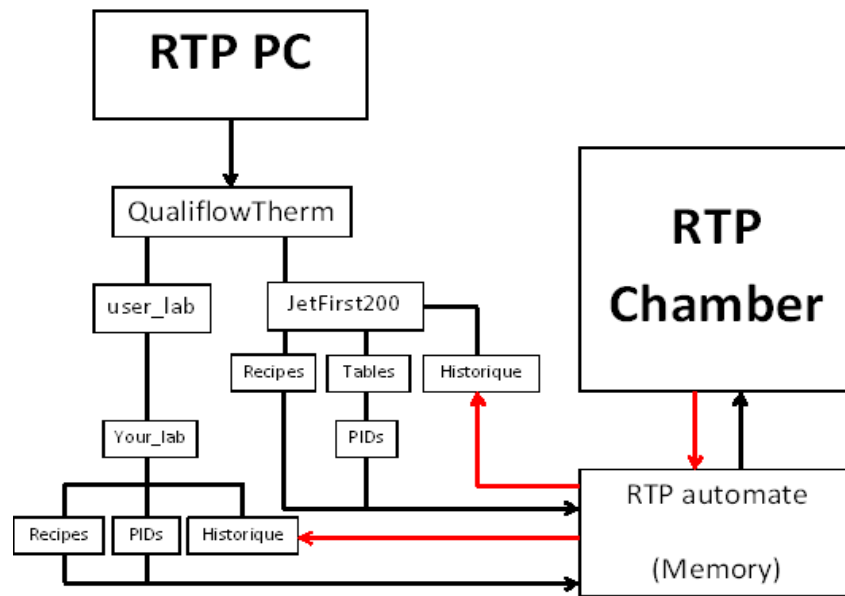 RTP PC
QualiflowTherm
RTP
Chamber
user_lab
JetFirst200
Recipes
Tables
Historique
Your_lab
PIDs
RTP automate
(Memory)
Recipes
PIDs
Historique